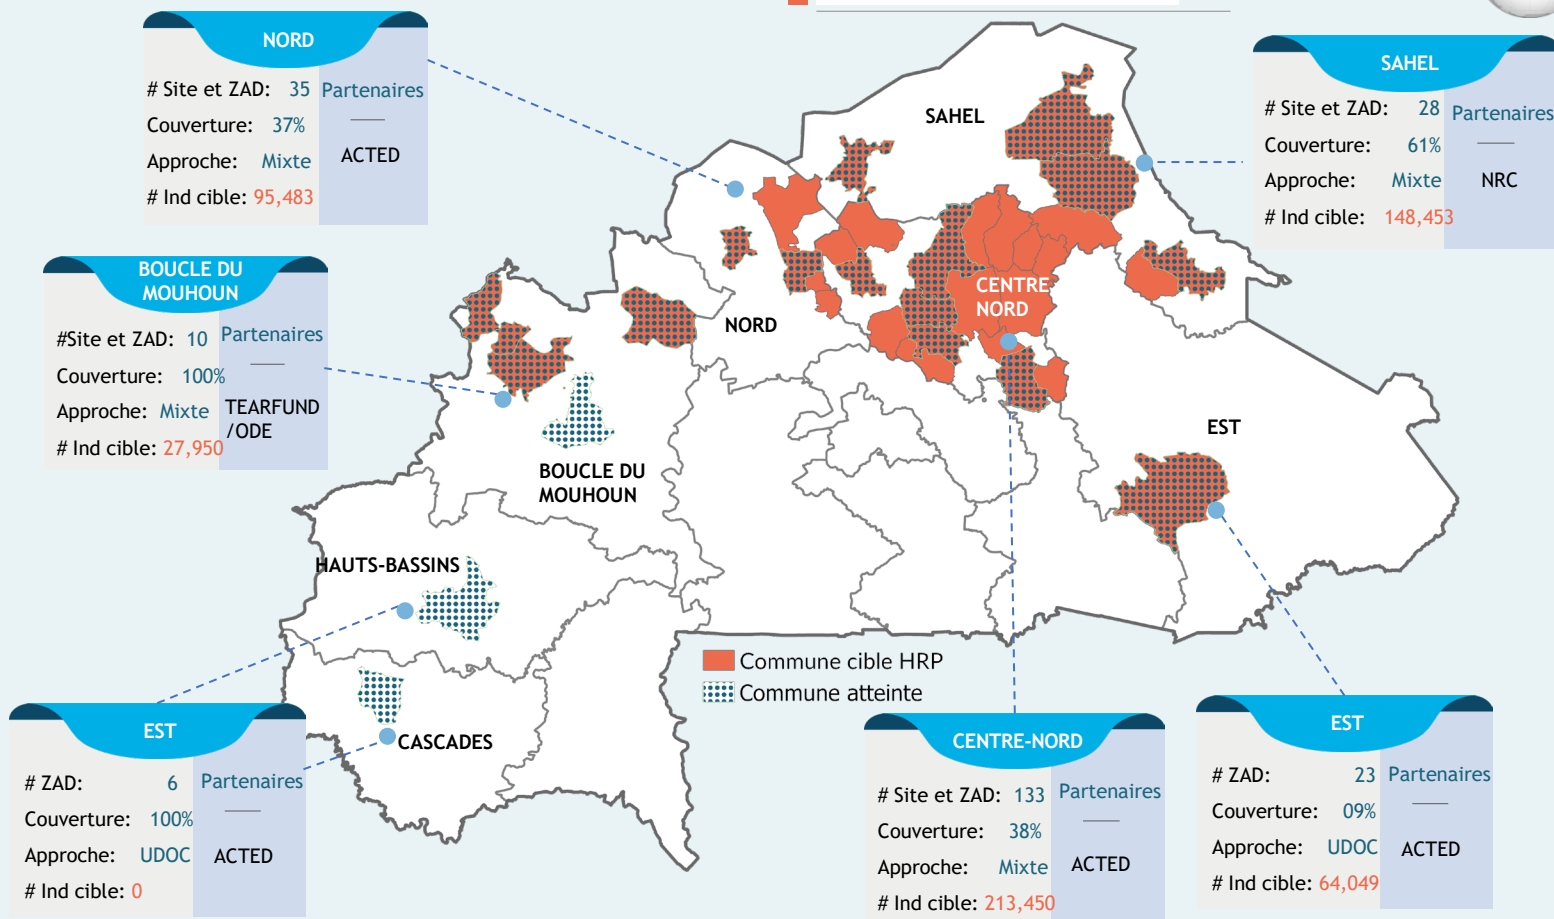 NORD
# Site et ZAD: 35
Couverture: 37%
Approche: Mixte
# Ind cible: 95,483
Partenaires
ACTED
SAHEL
# Site et ZAD: 28
Couverture: 61%
Approche: Mixte
# Ind cible: 148,453
Partenaires
NRC
BOUCLE DU
MOUHOUN
#Site et ZAD: 10
Couverture: 100%
Approche: Mixte
# Ind cible: 27,950
Partenaires
TEARFUND
/ODE
SAHEL
CENTRE
NORD
NORD
EST
BOUCLE DU
MOUHOUN
HAUTS-BASSINS
CASCADES
Commune cible HRP
Commune atteinte
EST
# ZAD: 6
Couverture: 100%
Approche: UDOC
# Ind cible: 0
Partenaires
ACTED
CENTRE-NORD
# Site et ZAD: 133
Couverture: 38%
Approche: Mixte
# Ind cible: 213,450
Partenaires
ACTED
EST
# ZAD: 23
Couverture: 09%
Approche: UDOC
# Ind cible: 64,049
Partenaires
ACTED